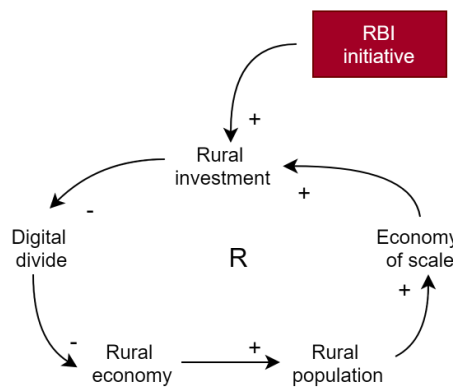 RBI
initiative
+
Rural
investment
-
+
Digital
divide
R
Economy
of scale
+
-
Rural
economy
+
Rural
population